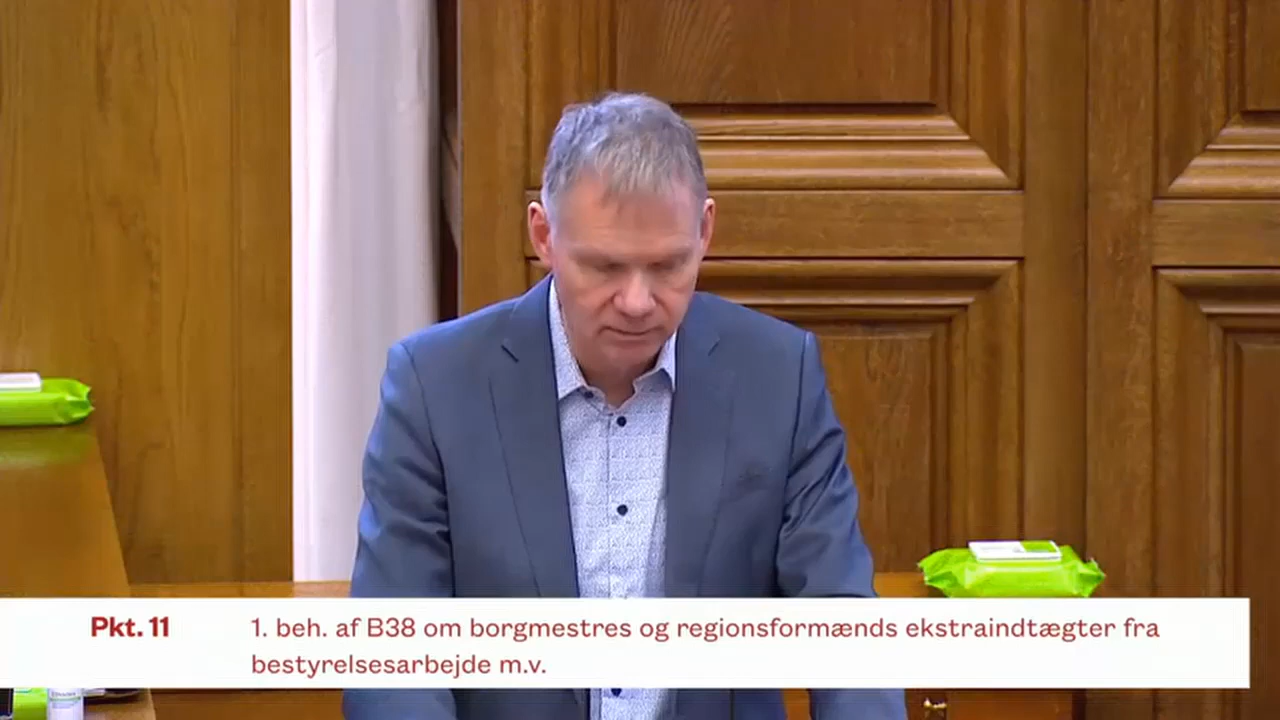 Pkt. 11
1. beh. af B38 om borgmestres og regionsformænds ekstraindtægter fra
bestyrelsesarbejde m.v.